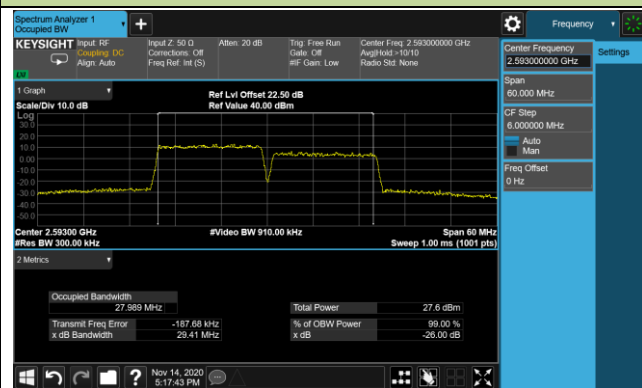 Spectrum Analyzer 1
Occupied BW
Frequency
KEYSIGHT
Input: RF
Coupling: DC
Align: Auto
Input Z: 50 Ω
Corrections: Off
Freq Ref: Int (S)
Atten: 20 dB
Trig: Free Run
Gate: Off
#IF Gain: Low
Center Freq: 2.593000000 GHz
Avg|Hold:>10/10
Radio Std: None
LXI
Center Frequency
2.593000000 GHz
Settings
Span
60.000 MHz
CF Step
6.000000 MHz
Auto
Man
Freq Offset
0 Hz
1 Graph
Scale/Div 10.0 dB
Ref Lvl Offset 22.50 dB
Ref Value 40.00 dBm
Log
30.0
20.0
10.0
0.00
-10.0
-20.0
-30.0
-40.0
-50.0
Center 2.59300 GHz
#Res BW 300.00 kHz
#Video BW 910.00 kHz
Span 60 MHz
Sweep 1.00 ms (1001 pts)
2 Metrics
Occupied Bandwidth
27.989 MHz
Total Power 27.6 dBm
Transmit Freq Error -187.68 kHz
% of OBW Power 99.00 %
x dB Bandwidth 29.41 MHz
x dB -26.00 dB
Nov 14, 2020
5:17:43 PM